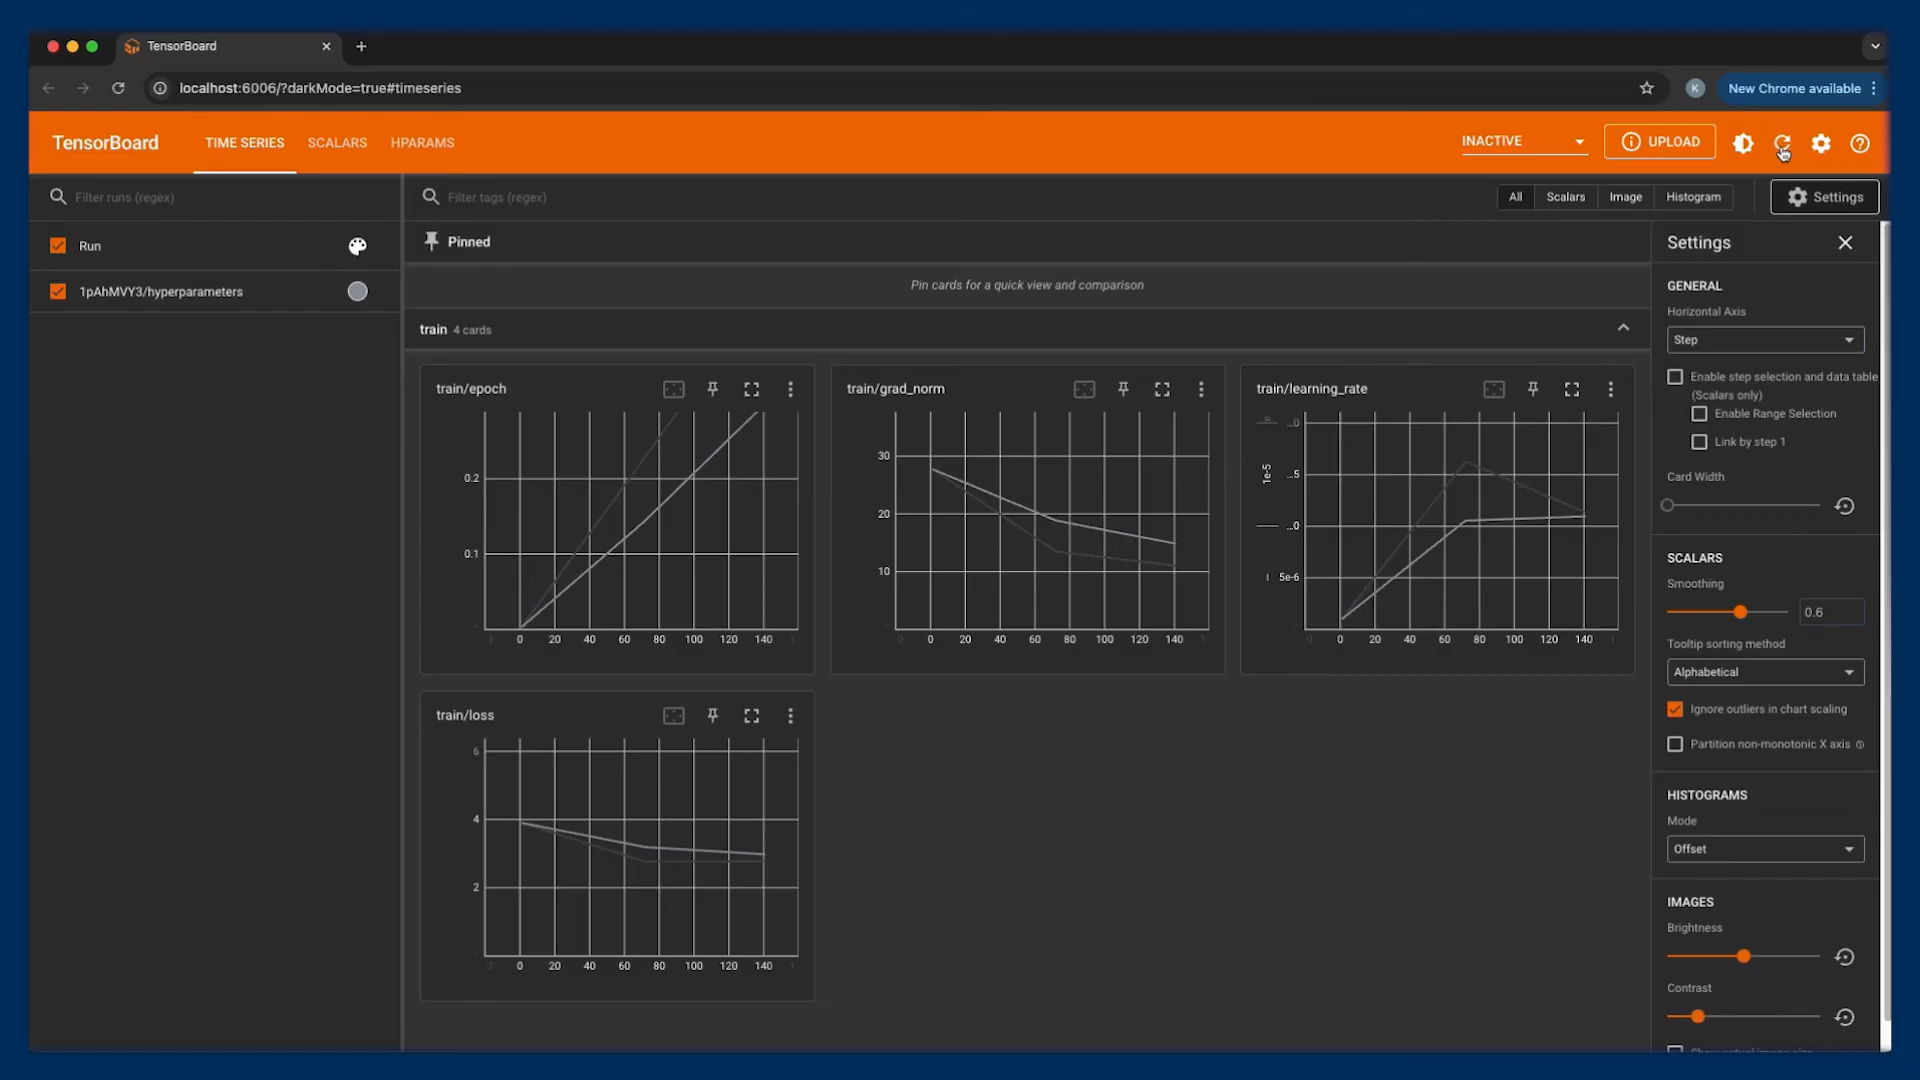 TensorBoard
localhost:6006/?darkMode=true#timeseries
K
New Chrome available
TensorBoard
TIME SERIES
SCALARS
HPARAMS
INACTIVE
UPLOAD
Filter runs (regex)
Filter tags (regex)
All
Scalars
Image
Histogram
Settings
Run
1pAhMVY3/hyperparameters
Pinned
Pin cards for a quick view and comparison
train 4 cards
train/epoch
0.2
0.1
0 20 40 60 80 100 120 140
train/grad_norm
30
20
10
0 20 40 60 80 100 120 140
train/learning_rate
1e-5
...0
...5
...0
5e-6
0 20 40 60 80 100 120 140
train/loss
6
4
2
0 20 40 60 80 100 120 140
Settings
GENERAL
Horizontal Axis
Step
Enable step selection and data table
(Scalars only)
Enable Range Selection
Link by step 1
Card Width
SCALARS
Smoothing
0.6
Tooltip sorting method
Alphabetical
Ignore outliers in chart scaling
Partition non-monotonic X axis
HISTOGRAMS
Mode
Offset
IMAGES
Brightness
Contrast